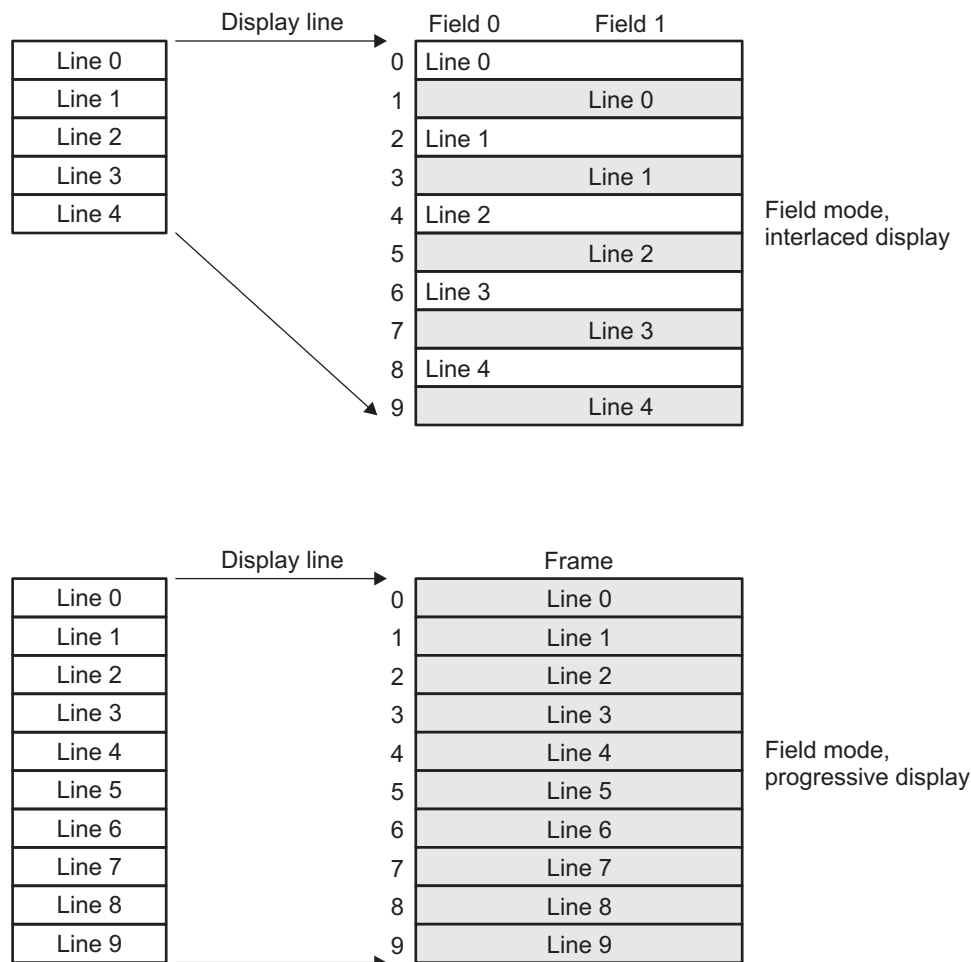 Display line
Field 0 Field 1
Line 0
Line 1
Line 2
Line 3
Line 4
0 Line 0
1 Line 0
2 Line 1
3 Line 1
4 Line 2
5 Line 2
6 Line 3
7 Line 3
8 Line 4
9 Line 4
Field mode,
interlaced display
Display line
Frame
Line 0
Line 1
Line 2
Line 3
Line 4
Line 5
Line 6
Line 7
Line 8
Line 9
0 Line 0
1 Line 1
2 Line 2
3 Line 3
4 Line 4
5 Line 5
6 Line 6
7 Line 7
8 Line 8
9 Line 9
Field mode,
progressive display